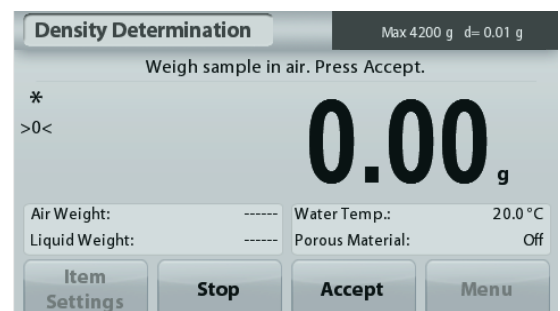 Density Determination Max 4200 g d= 0.01 g
Weigh sample in air. Press Accept.
*
>0<
0.00 g
Air Weight: ------ Water Temp.: 20.0 °C
Liquid Weight: ------ Porous Material: Off
Item Settings Stop Accept Menu